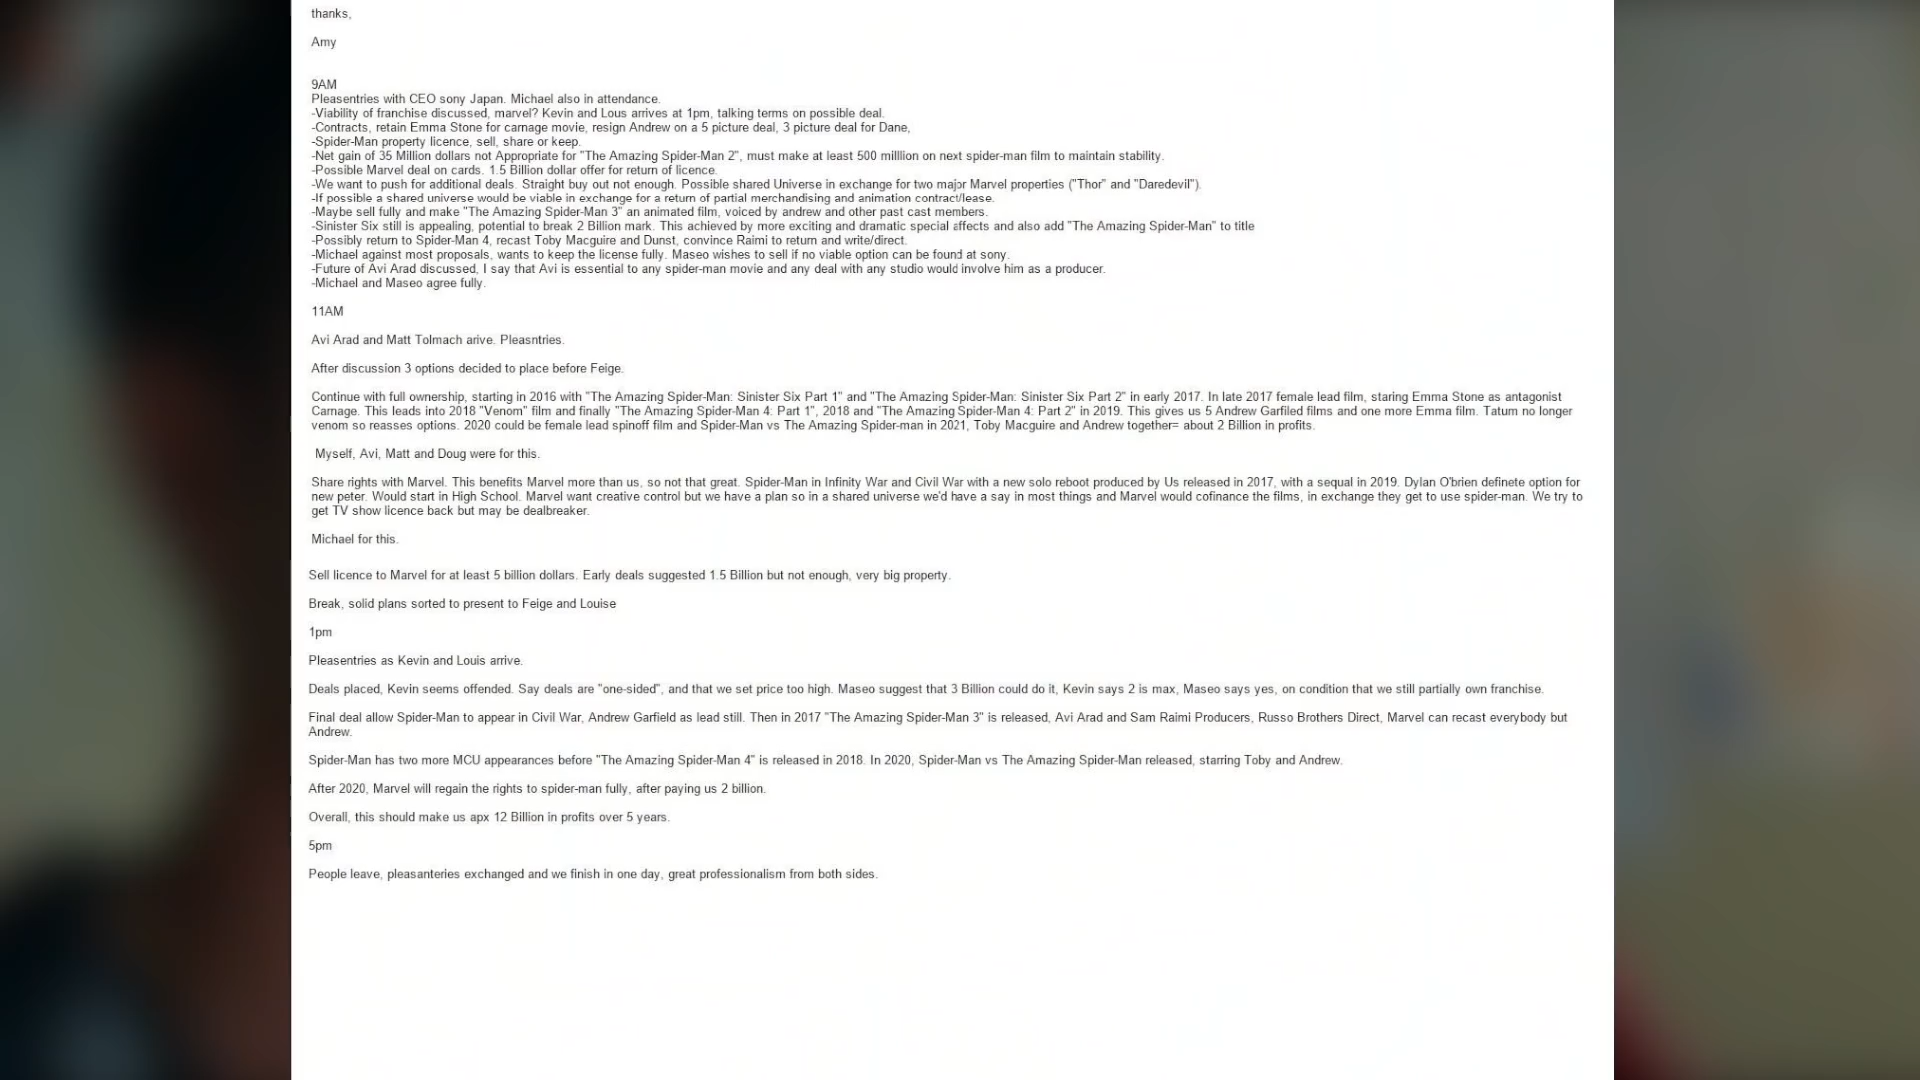 thanks,
Amy
9AM
Pleasentries with CEO sony Japan. Michael also in attendance.
-Viability of franchise discussed, marvel? Kevin and Lous arrives at 1pm, talking terms on possible deal.
-Contracts, retain Emma Stone for carnage movie, resign Andrew on a 5 picture deal, 3 picture deal for Dane,
-Spider-Man property licence, sell, share or keep.
-Net gain of 35 Million dollars not Appropriate for "The Amazing Spider-Man 2", must make at least 500 milllion on next spider-man film to maintain stability.
-Possible Marvel deal on cards. 1.5 Billion dollar offer for return of licence.
-We want to push for additional deals. Straight buy out not enough. Possible shared Universe in exchange for two major Marvel properties ("Thor" and "Daredevil").
-If possible a shared universe would be viable in exchange for a return of partial merchandising and animation contract/lease.
-Maybe sell fully and make "The Amazing Spider-Man 3" an animated film, voiced by andrew and other past cast members.
-Sinister Six still is appealing, potential to break 2 Billion mark. This achieved by more exciting and dramatic special affects and also add "The Amazing Spider-Man" to title
-Possibly return to Spider-Man 4, recast Toby Macguire and Dunst, convince Raimi to return and write/direct.
-Michael against most proposals, wants to keep the license fully. Maseo wishes to sell if no viable option can be found at sony.
-Future of Avi Arad discussed, I say that Avi is essential to any spider-man movie and any deal with any studio would involve him as a producer.
-Michael and Maseo agree fully.
11AM
Avi Arad and Matt Tolmach arive. Pleasntries.
After discussion 3 options decided to place before Feige.
Continue with full ownership, starting in 2016 with "The Amazing Spider-Man: Sinister Six Part 1" and "The Amazing Spider-Man: Sinister Six Part 2" in early 2017. In late 2017 female lead film, staring Emma Stone as antagonist
Carnage. This leads into 2018 "Venom" film and finally "The Amazing Spider-Man 4: Part 1", 2018 and "The Amazing Spider-Man 4: Part 2" in 2019. This gives us 5 Andrew Garfiled films and one more Emma film. Tatum no longer
venom so reasses options. 2020 could be female lead spinoff film and Spider-Man vs The Amazing Spider-man in 2021, Toby Macguire and Andrew together= about 2 Billion in profits.
Myself, Avi, Matt and Doug were for this.
Share rights with Marvel. This benefits Marvel more than us, so not that great. Spider-Man in Infinity War and Civil War with a new solo reboot produced by Us released in 2017, with a sequal in 2019. Dylan O'brien definete option for
new peter. Would start in High School. Marvel want creative control but we have a plan so in a shared universe we'd have a say in most things and Marvel would cofinance the films, in exchange they get to use spider-man. We try to
get TV show licence back but may be dealbreaker.
Michael for this.
Sell licence to Marvel for at least 5 billion dollars. Early deals suggested 1.5 Billion but not enough, very big property.
Break, solid plans sorted to present to Feige and Louise
1pm
Pleasentries as Kevin and Louis arrive.
Deals placed, Kevin seems offended. Say deals are "one-sided", and that we set price too high. Maseo suggest that 3 Billion could do it, Kevin says 2 is max, Maseo says yes, on condition that we still partially own franchise.
Final deal allow Spider-Man to appear in Civil War, Andrew Garfield as lead still. Then in 2017 "The Amazing Spider-Man 3" is released, Avi Arad and Sam Raimi Producers, Russo Brothers Direct, Marvel can recast everybody but
Andrew.
Spider-Man has two more MCU appearances before "The Amazing Spider-Man 4" is released in 2018. In 2020, Spider-Man vs The Amazing Spider-Man released, starring Toby and Andrew.
After 2020, Marvel will regain the rights to spider-man fully, after paying us 2 billion.
Overall, this should make us apx 12 Billion in profits over 5 years.
5pm
People leave, pleasanteries exchanged and we finish in one day, great professionalism from both sides.